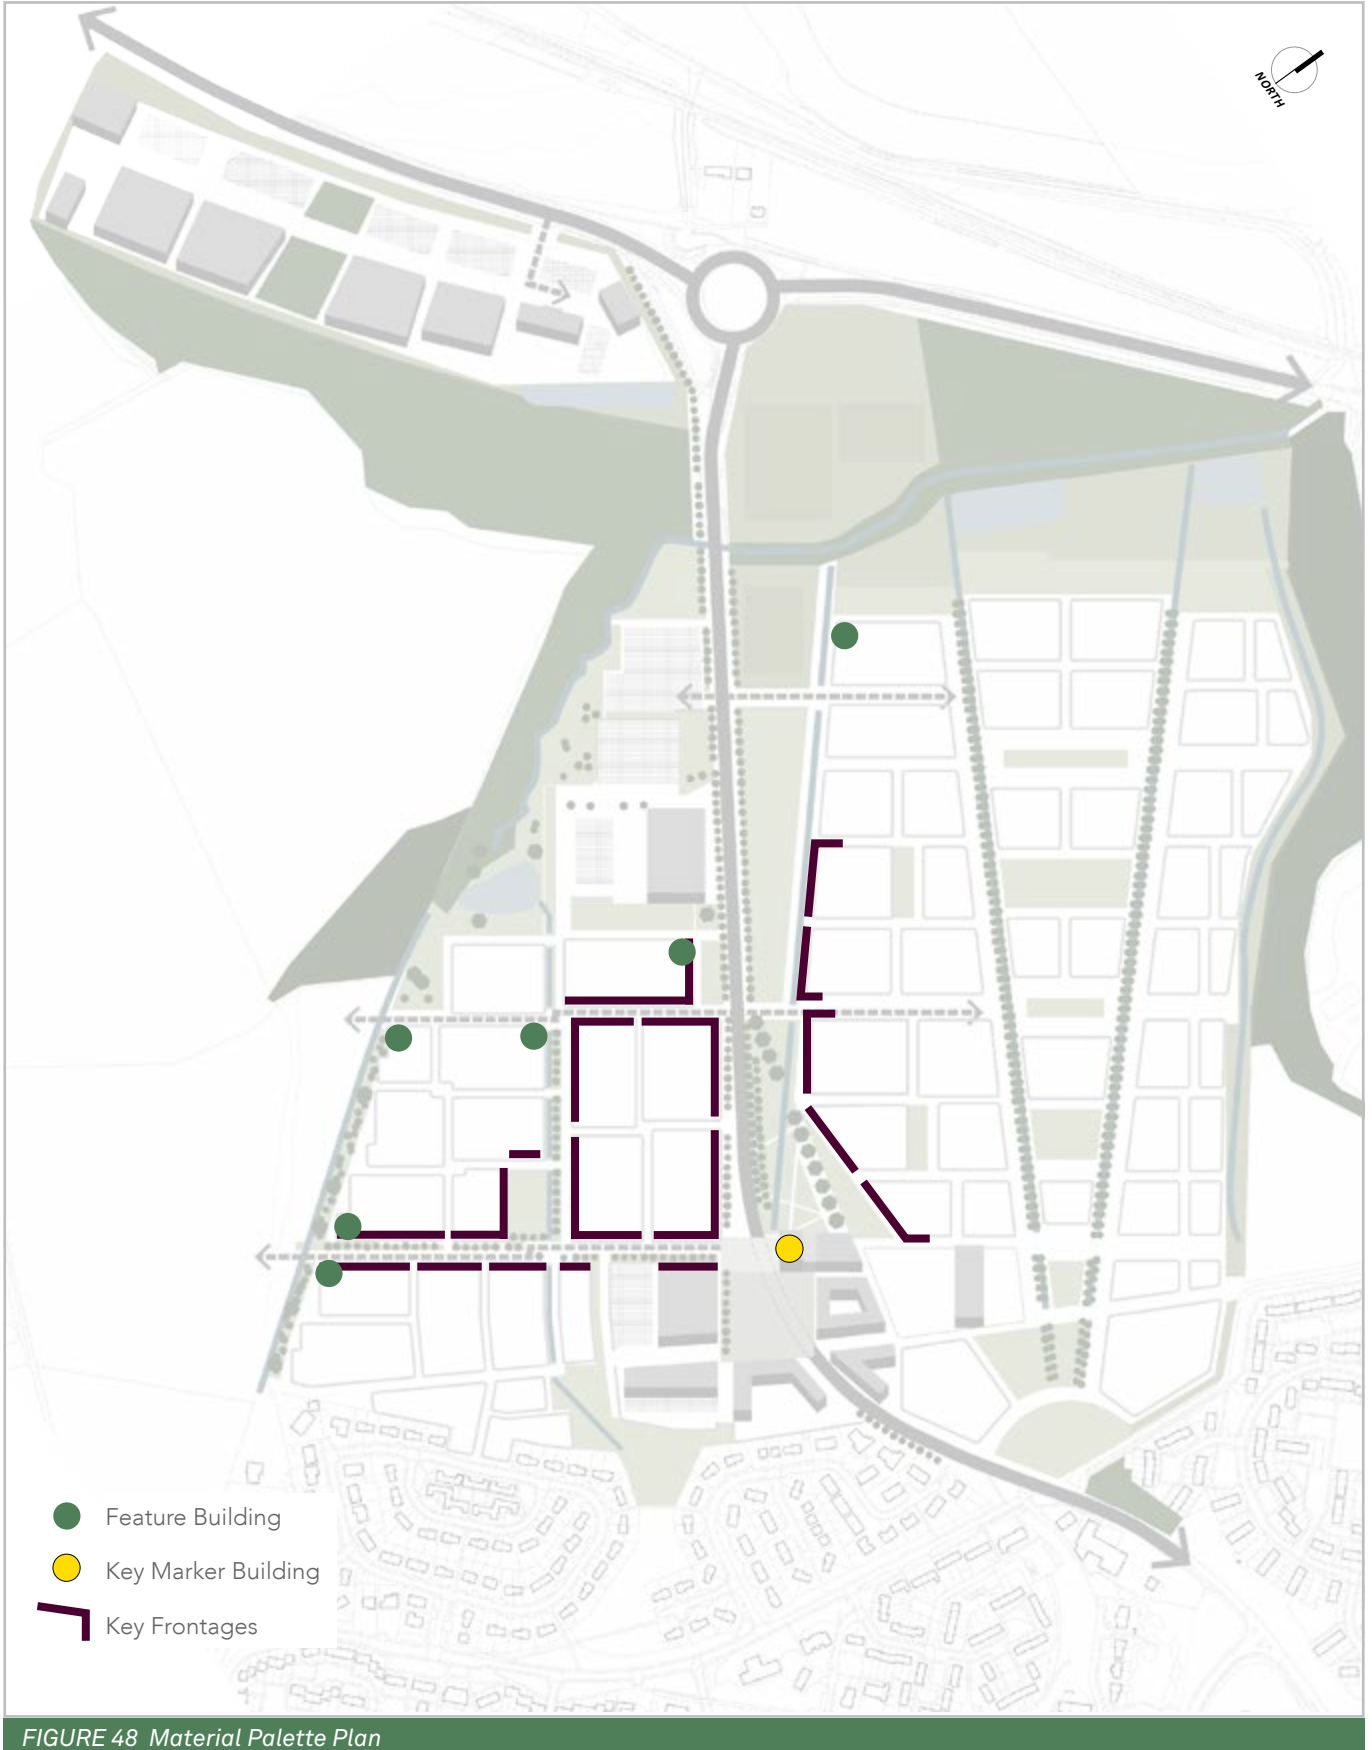 NORTH
Feature Building
Key Marker Building
Key Frontages
FIGURE 48 Material Palette Plan